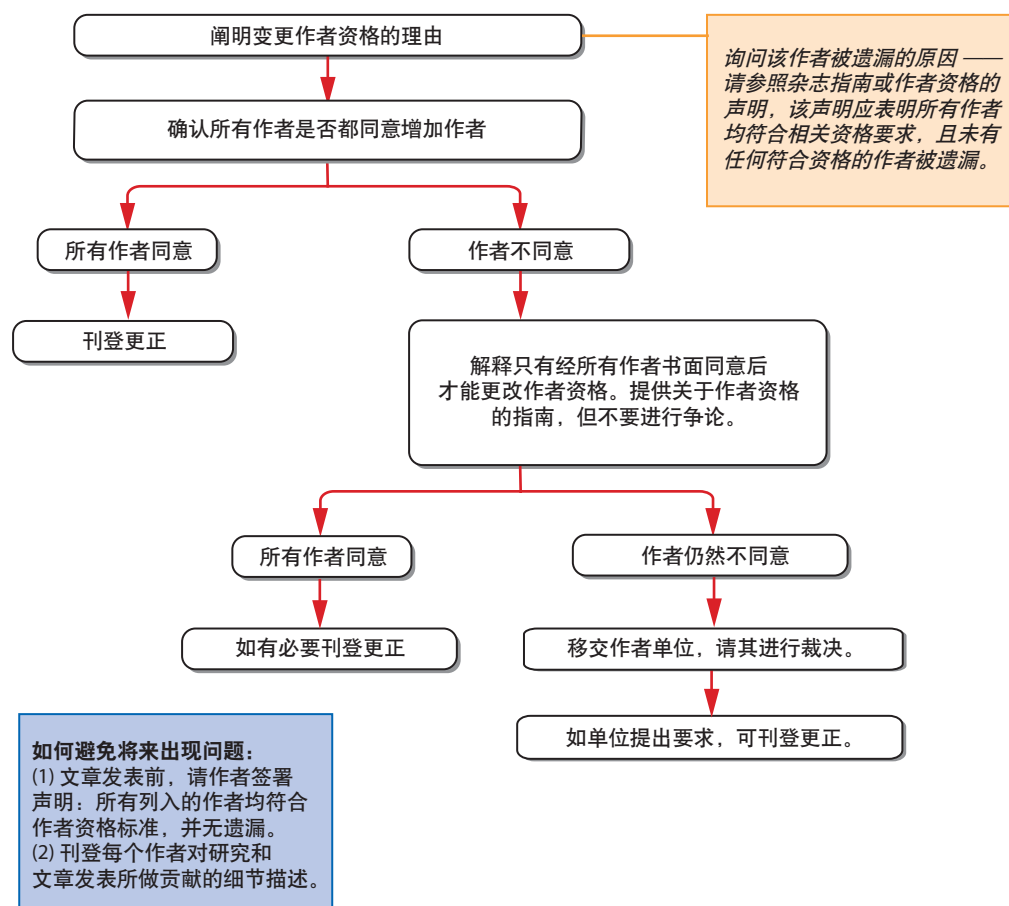 阐明变更作者资格的理由
询问该作者被遗漏的原因 ——
请参照杂志指南或作者资格的
声明，该声明应表明所有作者
均符合相关资格要求，且未有
任何符合资格的作者被遗漏。
确认所有作者是否都同意增加作者
所有作者同意
作者不同意
刊登更正
解释只有经所有作者书面同意后
才能更改作者资格。提供关于作者资格
的指南，但不要进行争论。
所有作者同意
作者仍然不同意
如有必要刊登更正
移交作者单位，请其进行裁决。
如单位提出要求，可刊登更正。
如何避免将来出现问题：
(1) 文章发表前，请作者签署
声明：所有列入的作者均符合
作者资格标准，并无遗漏。
(2) 刊登每个作者对研究和
文章发表所做贡献的细节描述。